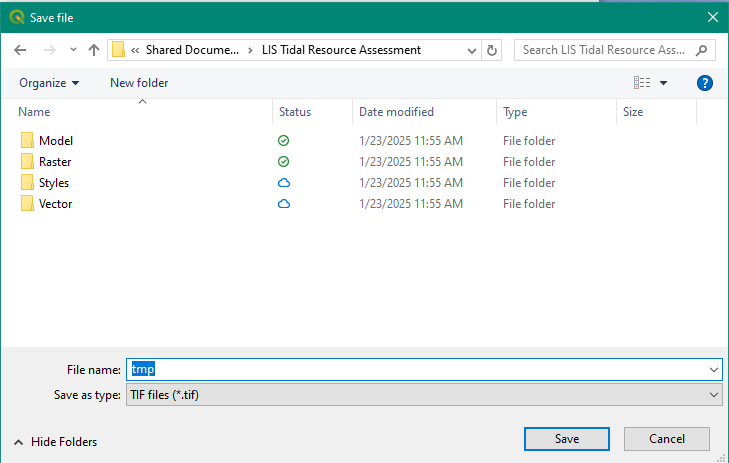 Save file
« Shared Docume... > LIS Tidal Resource Assessment
Search LIS Tidal Resource Ass...
Organize New folder ?
Name Status Date modified Type Size
Model 1/23/2025 11:55 AM File folder
Raster 1/23/2025 11:55 AM File folder
Styles 1/23/2025 11:55 AM File folder
Vector 1/23/2025 11:55 AM File folder
File name: tmp
Save as type: TIF files (*.tif)
Hide Folders Save Cancel